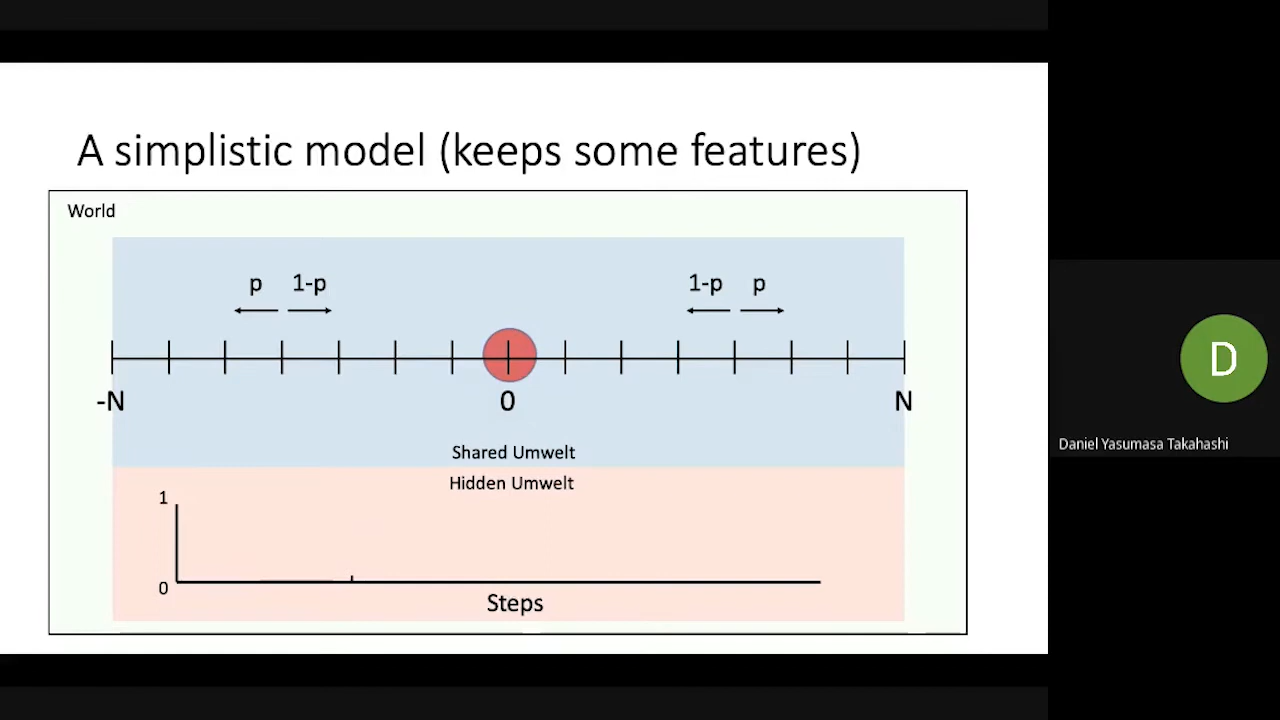 A simplistic model (keeps some features)
World
p 1-p 1-p p
-N 0 N
Shared Umwelt
Hidden Umwelt
1
0
Steps
D
Daniel Yasumasa Takahashi